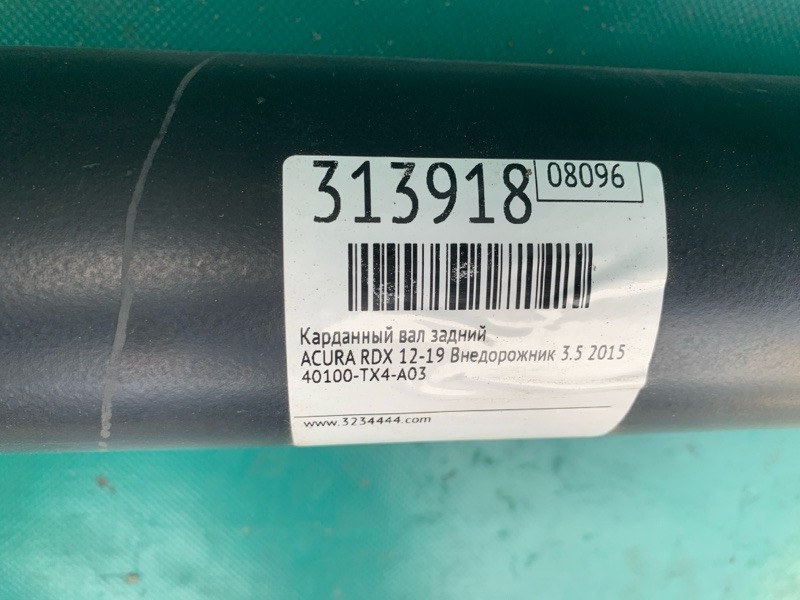 313918
08096
Карданный вал задний
ACURA RDX 12-19 Внедорожник 3.5 2015
40100-TX4-A03
www.3234444.com